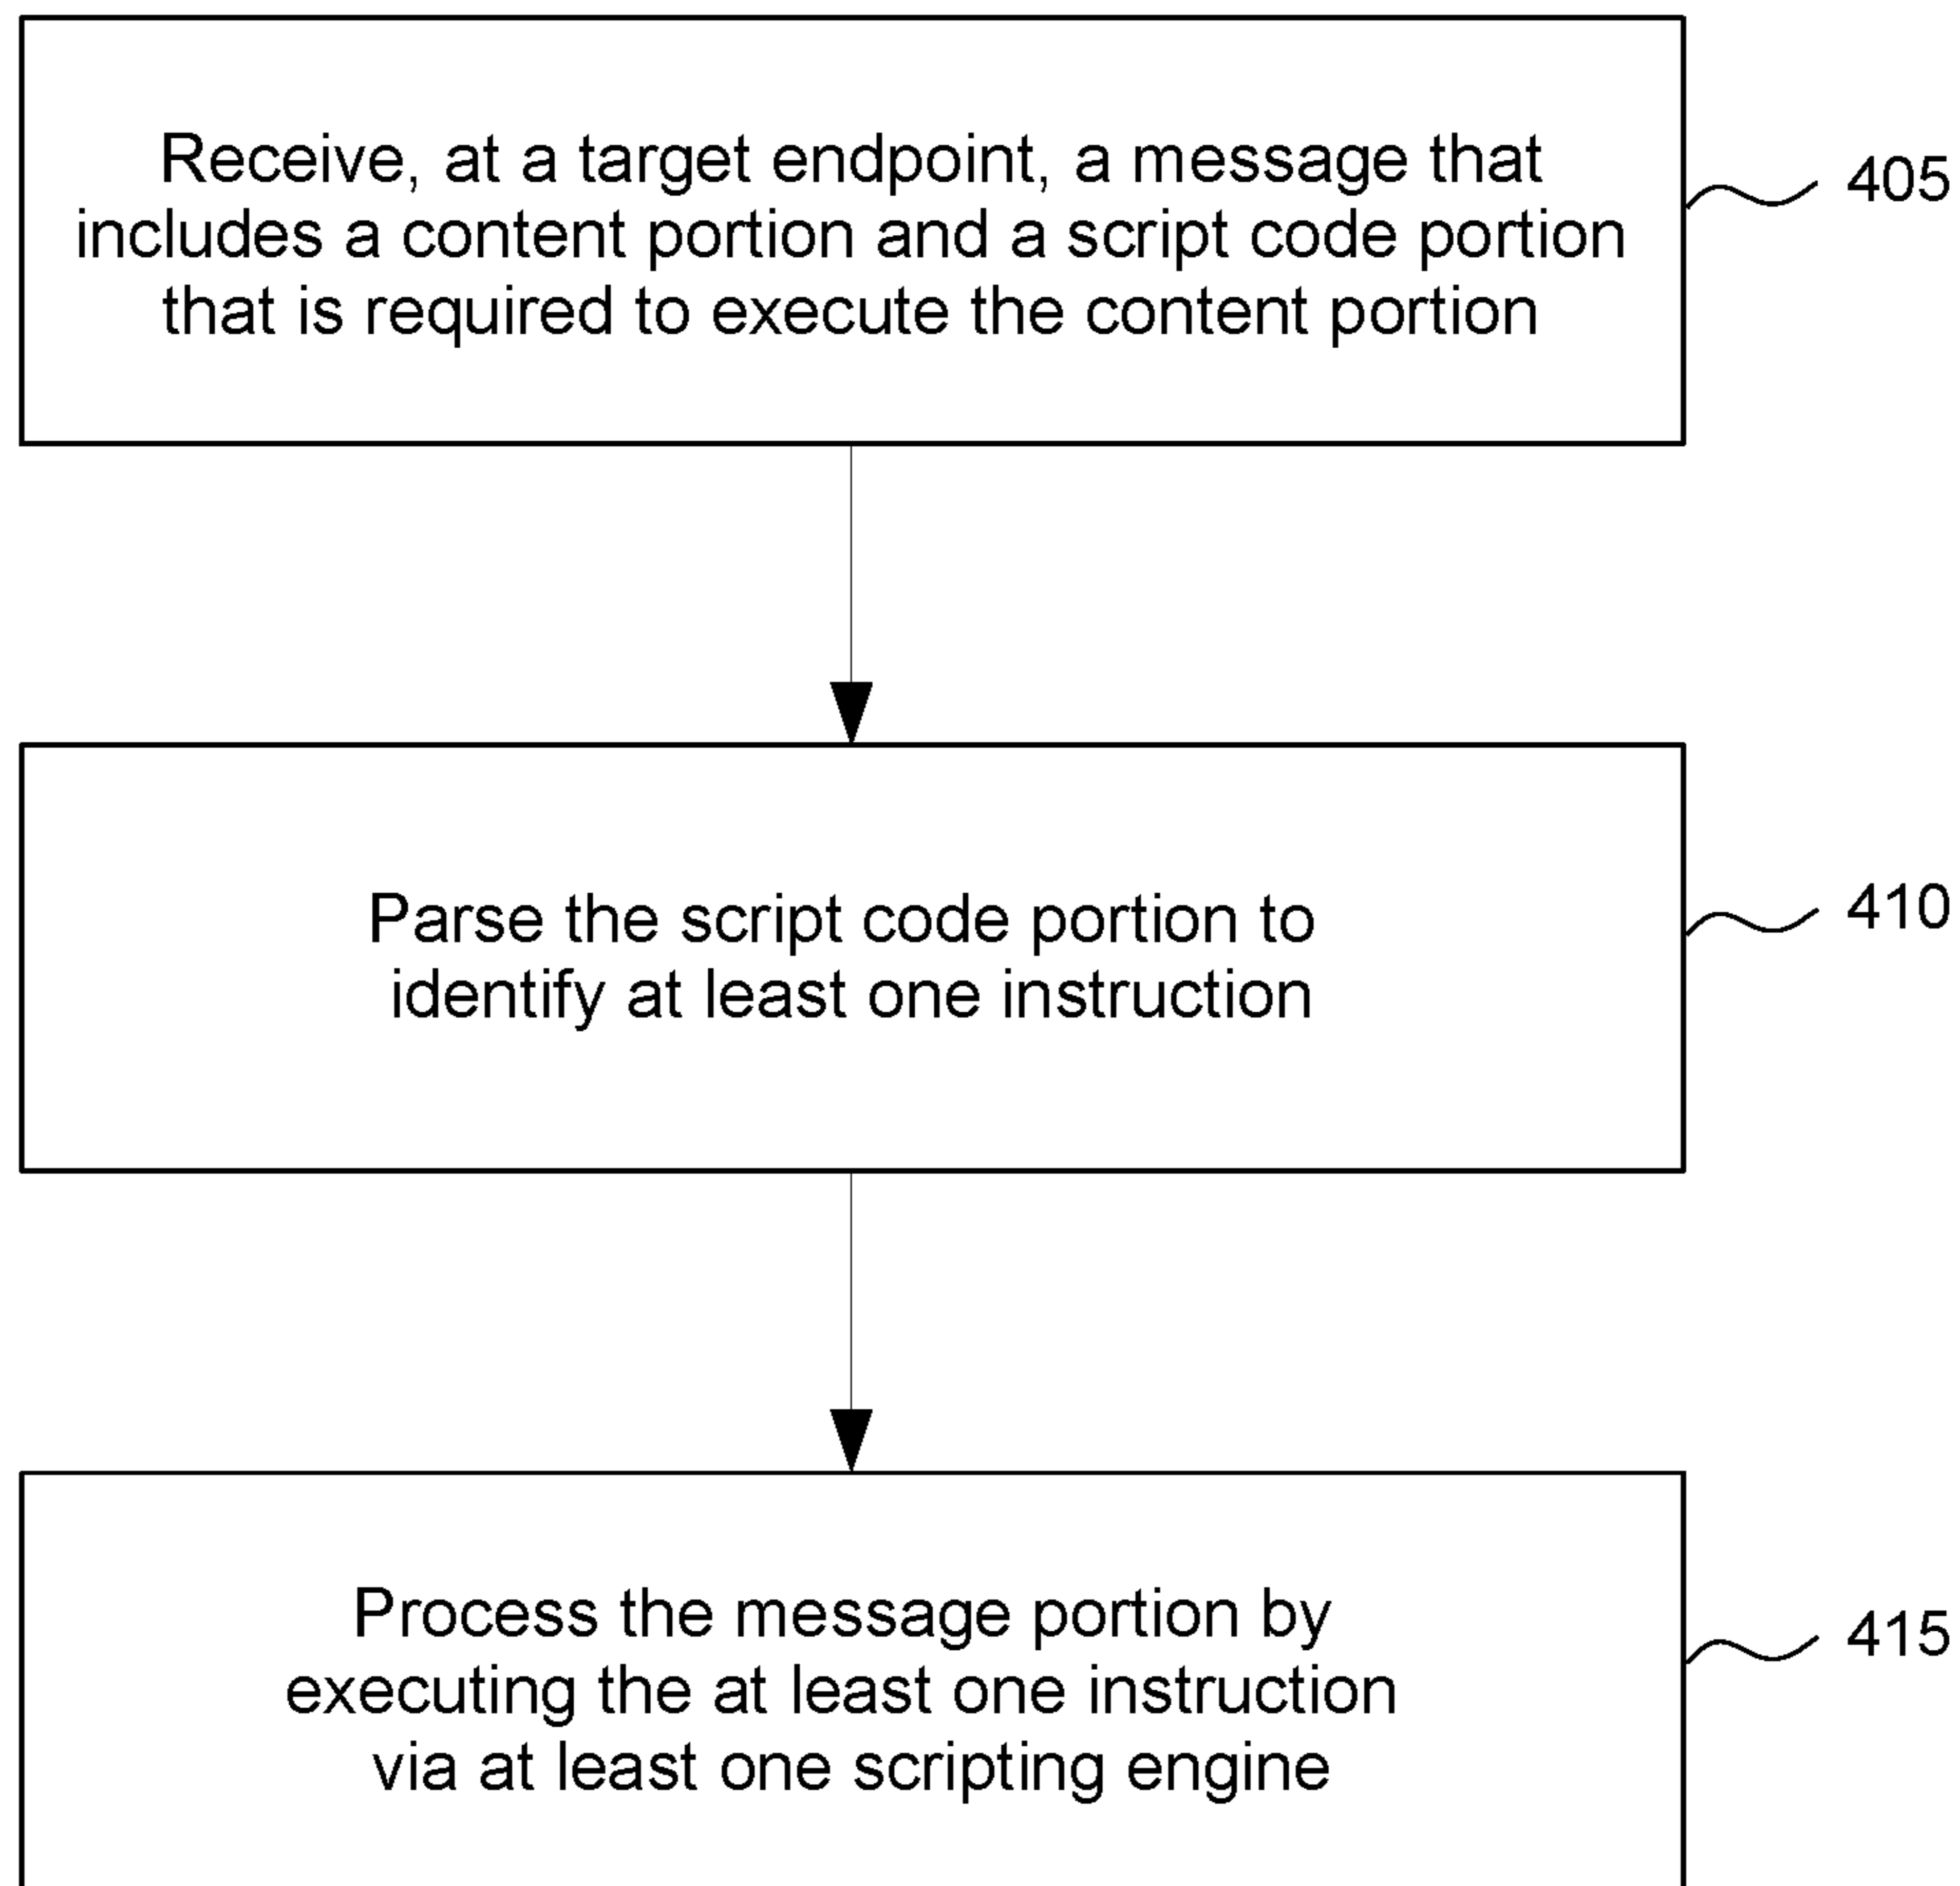 Receive, at a target endpoint, a message that
includes a content portion and a script code portion
that is required to execute the content portion
405
Parse the script code portion to
identify at least one instruction
410
Process the message portion by
executing the at least one instruction
via at least one scripting engine
415